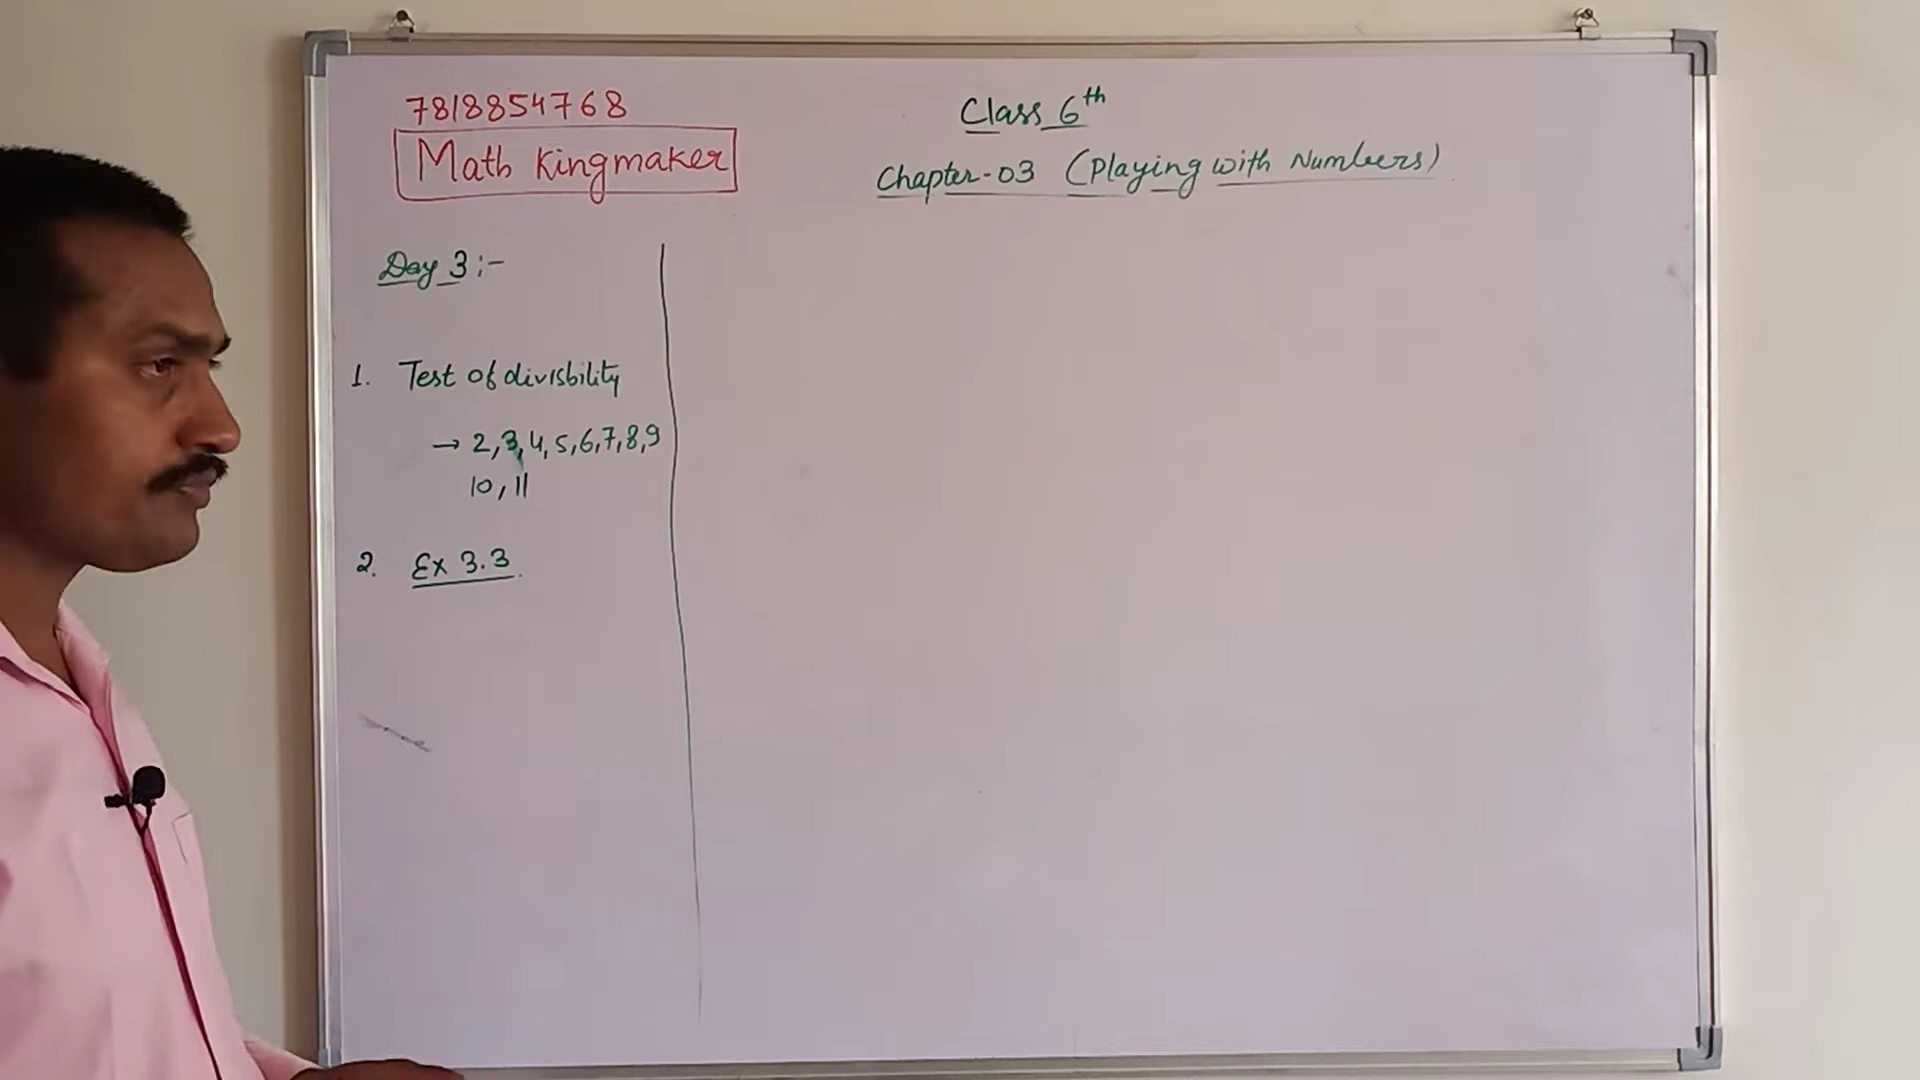 7818854768
Math Kingmaker
Class 6th
Chapter-03 (Playing with Numbers)
Day 3:-
1. Test of divisbility
→ 2,3,4,5,6,7,8,9
10,11
2. Ex 3.3